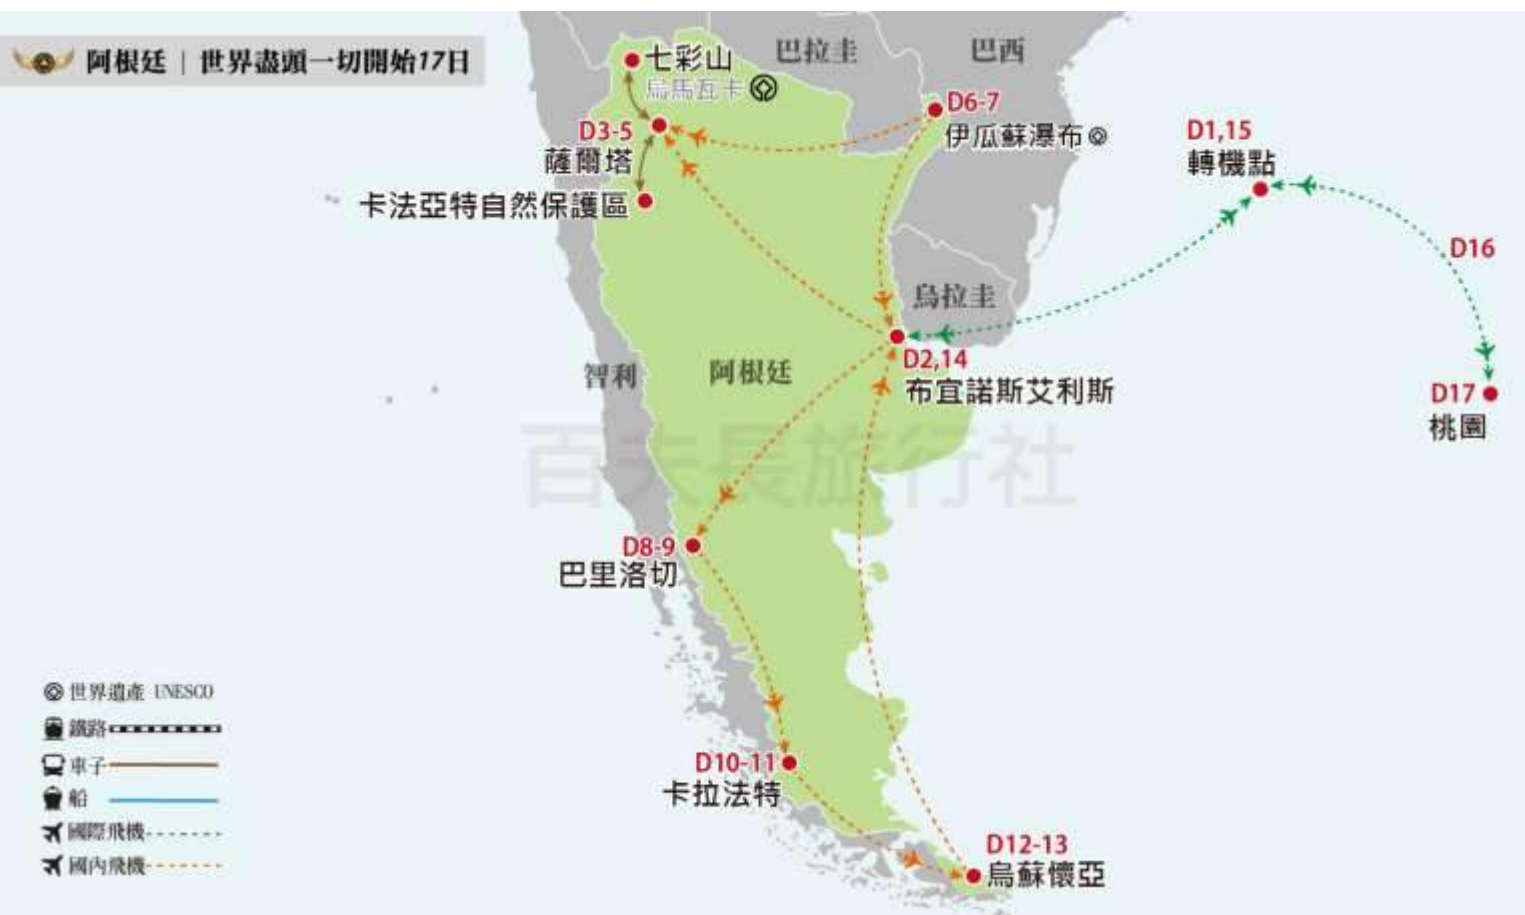 阿根廷 | 世界盡頭一切開始17日
七彩山
烏馬瓦卡
巴拉圭
巴西
D6-7
伊瓜蘇瀑布
D3-5
薩爾塔
卡法亞特自然保護區
D1,15
轉機點
D16
烏拉圭
D2,14
布宜諾斯艾利斯
智利
阿根廷
D17
桃園
百夫長旅行社
D8-9
巴里洛切
D10-11
卡拉法特
D12-13
烏蘇懷亞
世界遺產 UNESCO
鐵路
車子
船
國際飛機
國內飛機